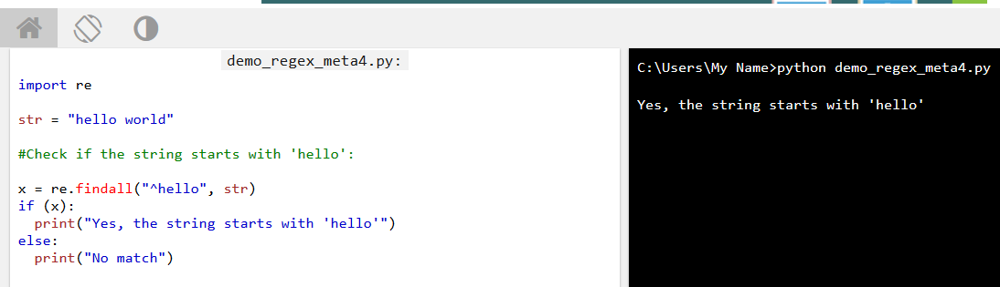 demo_regex_meta4.py:
import re
str = "hello world"
#Check if the string starts with 'hello':
x = re.findall("^hello", str)
if (x):
  print("Yes, the string starts with 'hello'")
else:
  print("No match")
C:\Users\My Name>python demo_regex_meta4.py
Yes, the string starts with 'hello'